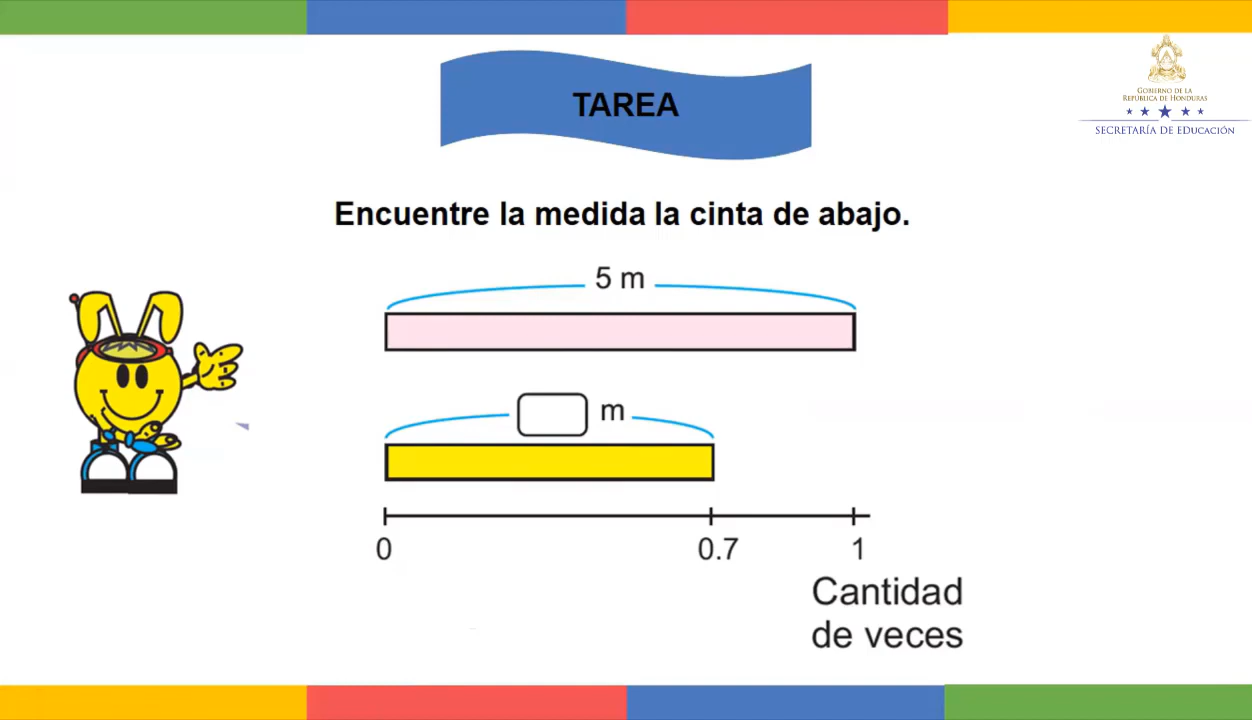 TAREA
GOBIERNO DE LA
REPÚBLICA DE HONDURAS
SECRETARÍA DE EDUCACIÓN
Encuentre la medida la cinta de abajo.
5 m
m
0 0.7 1
Cantidad
de veces